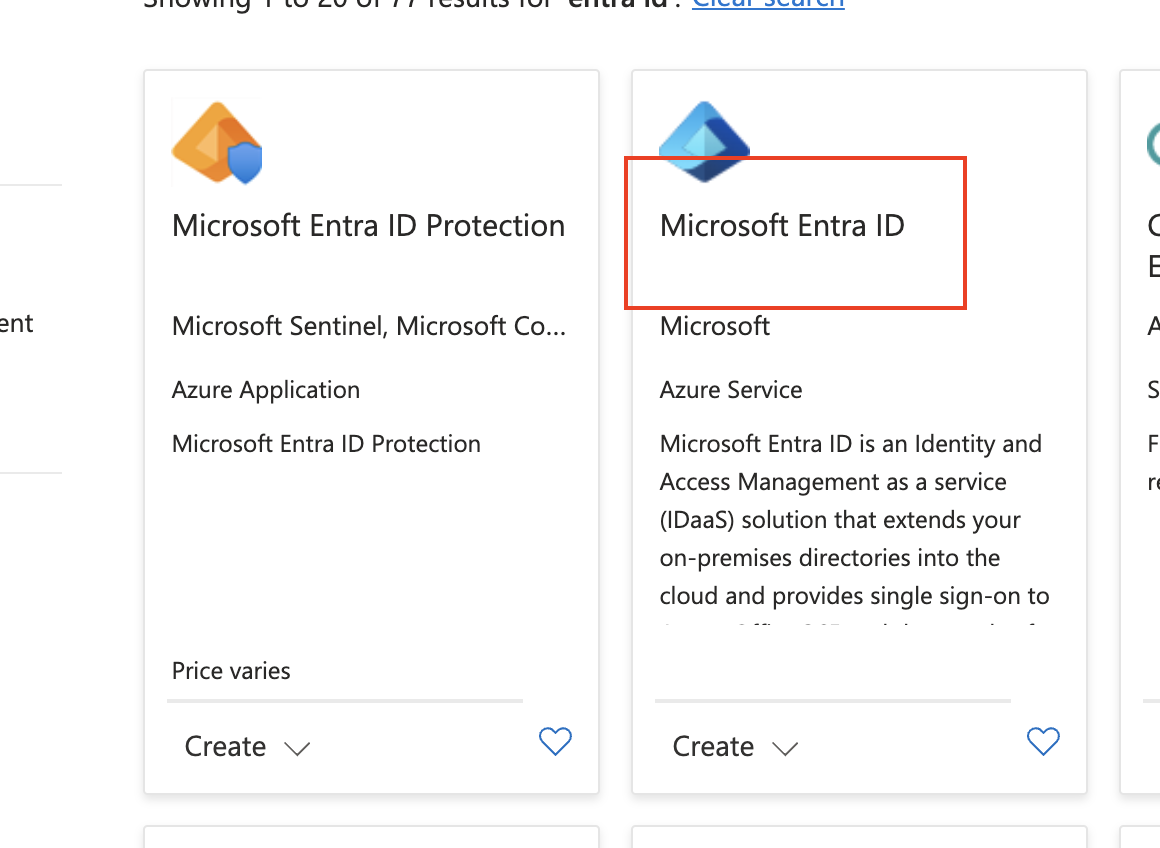 Showing 1 to 20 of 77 results for 'entra id'. Clear search
Microsoft Entra ID Protection
Microsoft Sentinel, Microsoft Co...
Azure Application
Microsoft Entra ID Protection
Price varies
Create
Microsoft Entra ID
Microsoft
Azure Service
Microsoft Entra ID is an Identity and
Access Management as a service
(IDaaS) solution that extends your
on-premises directories into the
cloud and provides single sign-on to
Create
ent